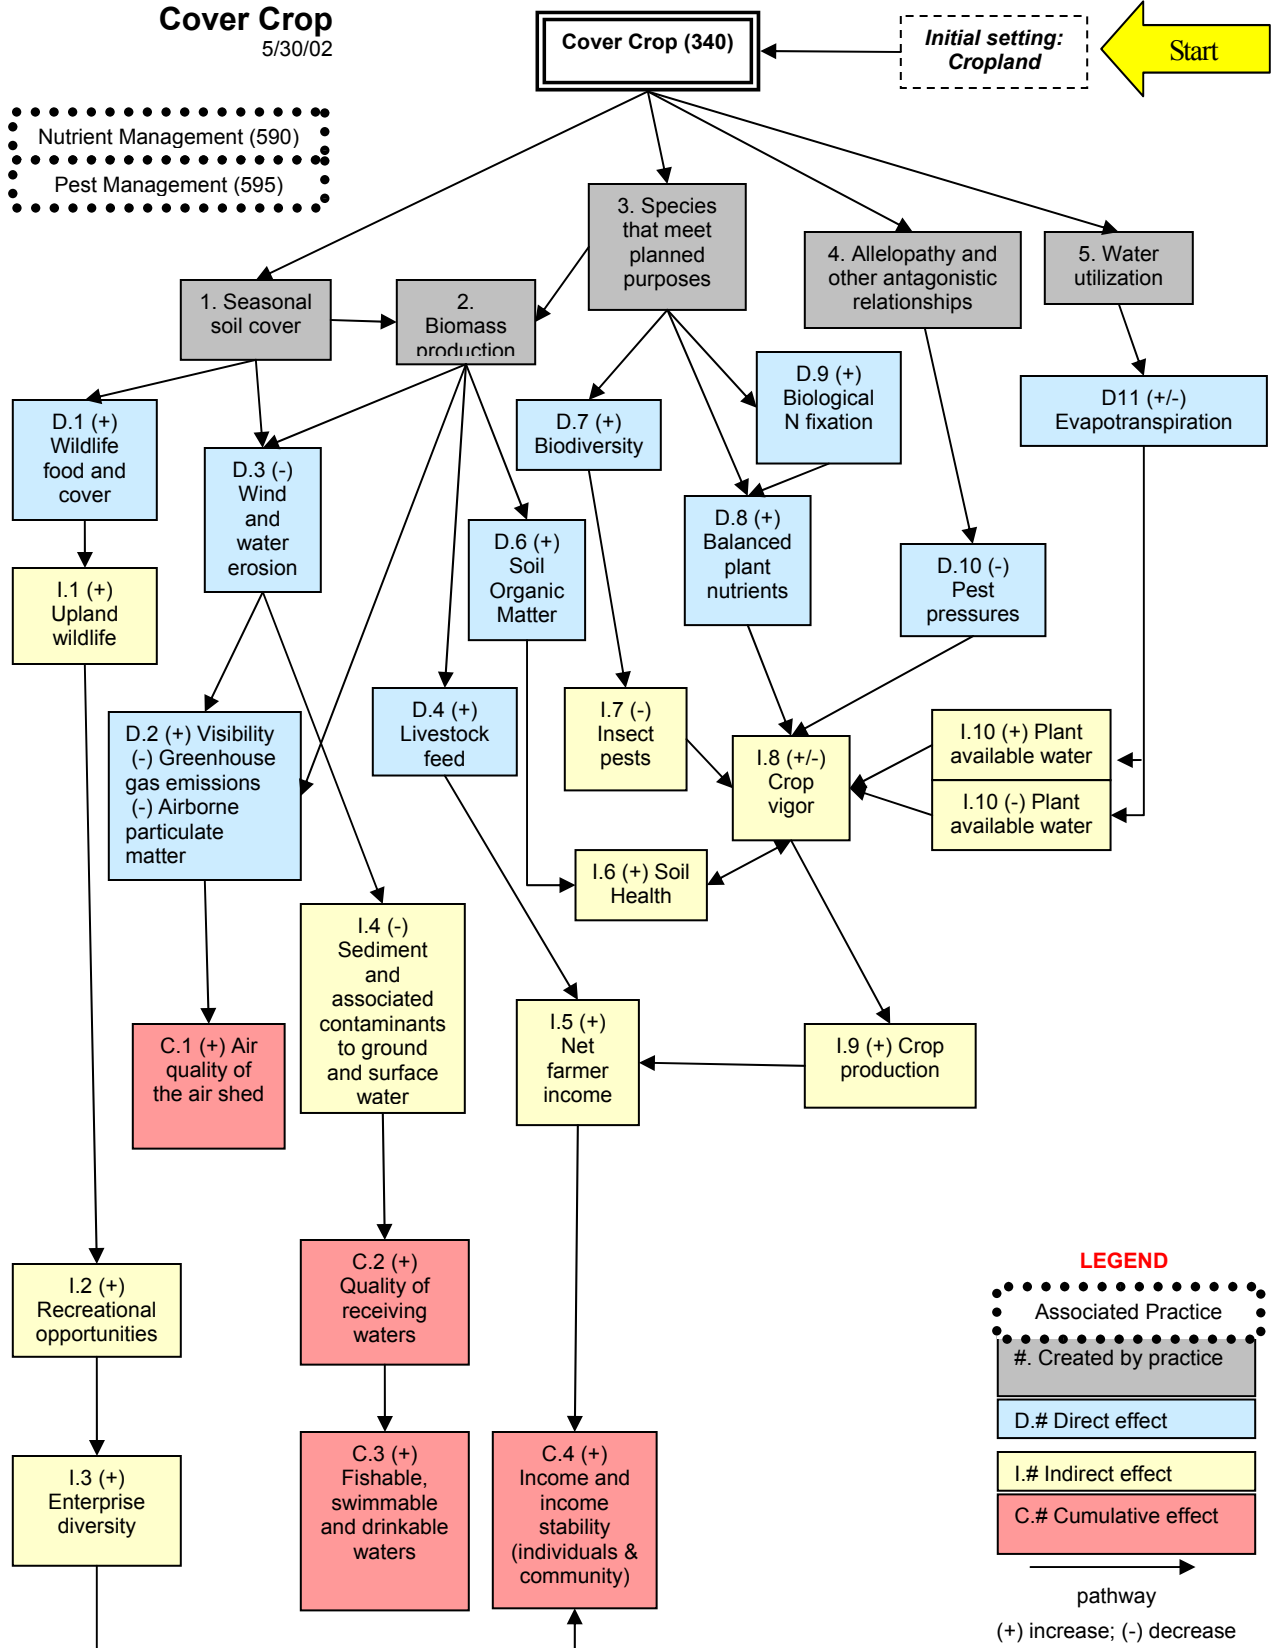 Cover Crop
5/30/02
Cover Crop (340)
Initial setting:
Cropland
Start
Nutrient Management (590)
Pest Management (595)
1. Seasonal
soil cover
2.
Biomass
production
3. Species
that meet
planned
purposes
4. Allelopathy and
other antagonistic
relationships
5. Water
utilization
D.1 (+)
Wildlife
food and
cover
D.3 (-)
Wind
and
water
erosion
D.7 (+)
Biodiversity
D.9 (+)
Biological
N fixation
D11 (+/-)
Evapotranspiration
D.6 (+)
Soil
Organic
Matter
D.8 (+)
Balanced
plant
nutrients
D.10 (-)
Pest
pressures
I.1 (+)
Upland
wildlife
D.2 (+) Visibility
(-) Greenhouse
gas emissions
(-) Airborne
particulate
matter
D.4 (+)
Livestock
feed
I.7 (-)
Insect
pests
I.8 (+/-)
Crop
vigor
I.10 (+) Plant
available water
I.10 (-) Plant
available water
I.6 (+) Soil
Health
I.4 (-)
Sediment
and
associated
contaminants
to ground
and surface
water
C.1 (+) Air
quality of
the air shed
I.5 (+)
Net
farmer
income
I.9 (+) Crop
production
I.2 (+)
Recreational
opportunities
C.2 (+)
Quality of
receiving
waters
I.3 (+)
Enterprise
diversity
C.3 (+)
Fishable,
swimmable
and drinkable
waters
C.4 (+)
Income and
income
stability
(individuals &
community)
LEGEND
Associated Practice
#. Created by practice
D.# Direct effect
I.# Indirect effect
C.# Cumulative effect
pathway
(+) increase; (-) decrease